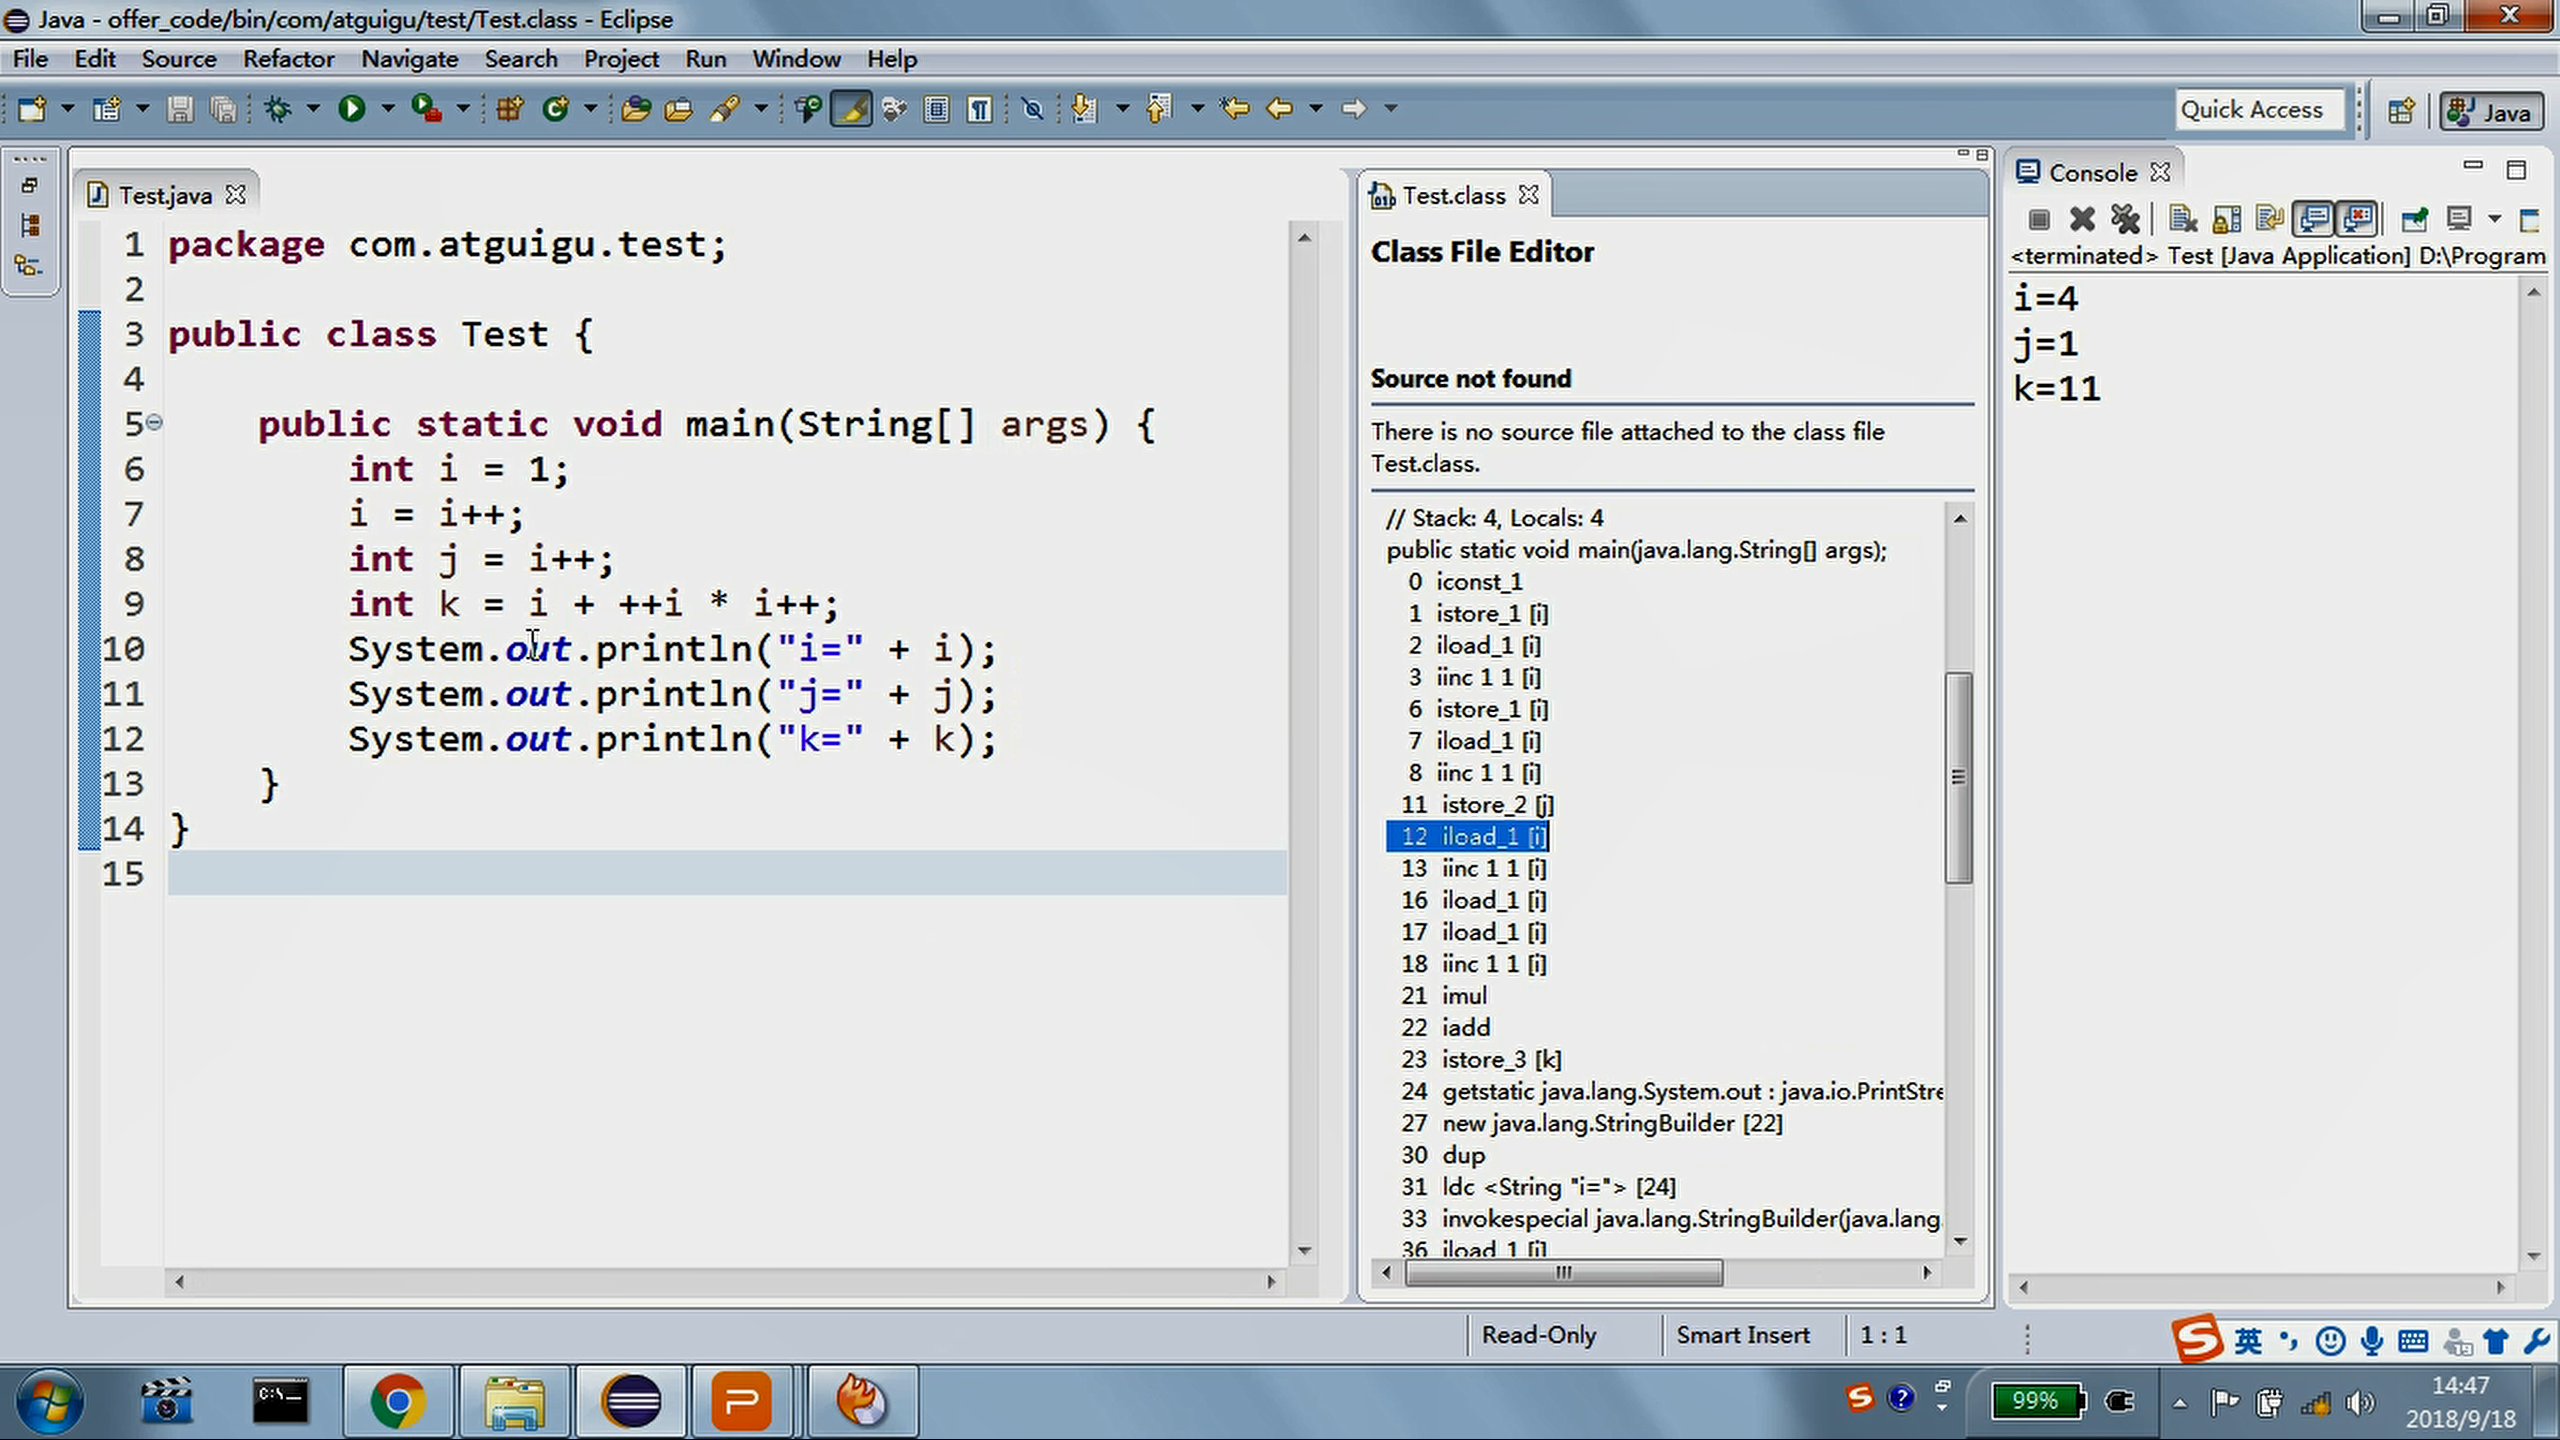 Java - offer_code/bin/com/atguigu/test/Test.class - Eclipse
File Edit Source Refactor Navigate Search Project Run Window Help
Quick Access
Java
Test.java
1 package com.atguigu.test;
2
3 public class Test {
4
5 public static void main(String[] args) {
6 int i = 1;
7 i = i++;
8 int j = i++;
9 int k = i + ++i * i++;
10 System.out.println("i=" + i);
11 System.out.println("j=" + j);
12 System.out.println("k=" + k);
13 }
14 }
15
Test.class
Class File Editor
Source not found
There is no source file attached to the class file
Test.class.
// Stack: 4, Locals: 4
public static void main(java.lang.String[] args);
0 iconst_1
1 istore_1 [i]
2 iload_1 [i]
3 iinc 1 1 [i]
6 istore_1 [i]
7 iload_1 [i]
8 iinc 1 1 [i]
11 istore_2 [j]
12 iload_1 [i]
13 iinc 1 1 [i]
16 iload_1 [i]
17 iload_1 [i]
18 iinc 1 1 [i]
21 imul
22 iadd
23 istore_3 [k]
24 getstatic java.lang.System.out : java.io.PrintStre
27 new java.lang.StringBuilder [22]
30 dup
31 ldc <String "i="> [24]
33 invokespecial java.lang.StringBuilder(java.lang.
36 iload_1 [i]
Console
<terminated> Test [Java Application] D:\Program
i=4
j=1
k=11
Read-Only Smart Insert 1 : 1
英
99%
14:47
2018/9/18